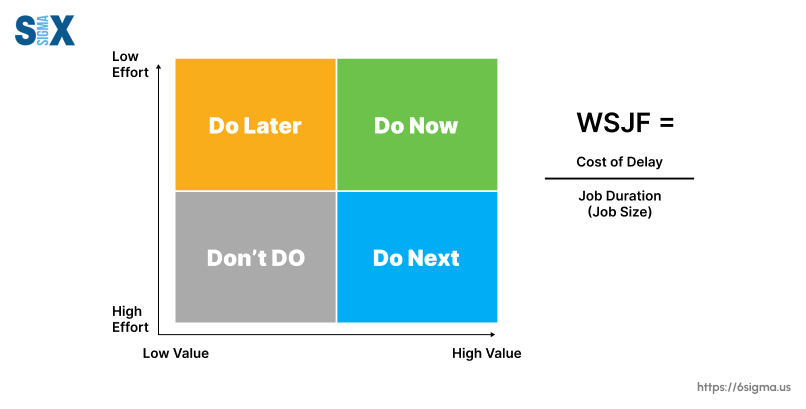 SIX
SIGMA
Low
Effort
Do Later
Do Now
Don’t DO
Do Next
High
Effort
Low Value
High Value
WSJF =
Cost of Delay
Job Duration
(Job Size)
https://6sigma.us